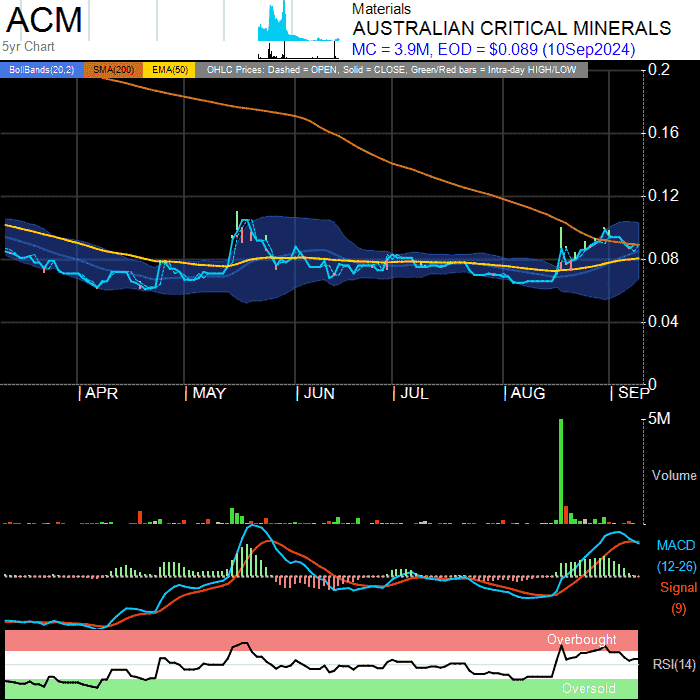 ACM
5yr Chart
Materials
AUSTRALIAN CRITICAL MINERALS
MC = 3.9M, EOD = $0.089 (10Sep2024)
BollBands(20,2) SMA(200) EMA(50) OHLC Prices: Dashed = OPEN, Solid = CLOSE, Green/Red bars = Intra-day HIGH/LOW
0.2
0.16
0.12
0.08
0.04
0
| APR | MAY | JUN | JUL | AUG | SEP
5M
Volume
MACD
(12-26)
Signal
(9)
Overbought
RSI(14)
Oversold